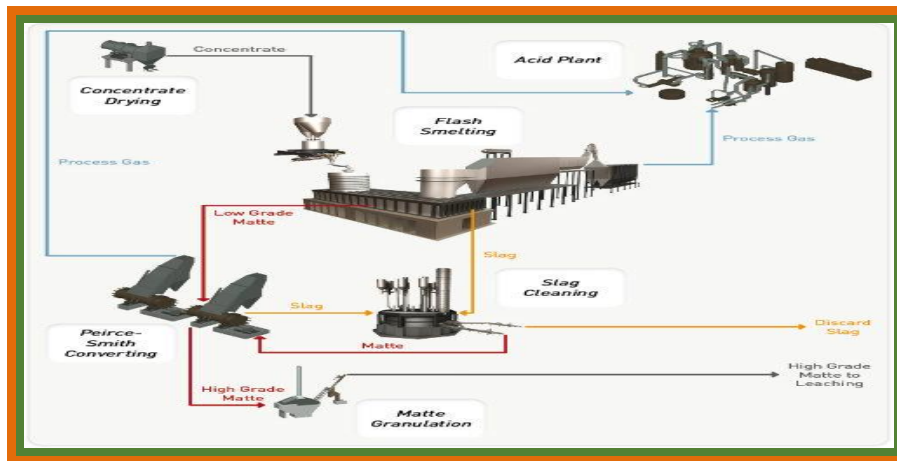 Concentrate
Concentrate
Drying
Acid Plant
Flash
Smelting
Process Gas
Process Gas
Low Grade
Matte
Slag
Slag
Cleaning
Slag
Peirce-
Smith
Converting
Matte
Discard
Slag
High Grade
Matte to
Leaching
High Grade
Matte
Matte
Granulation